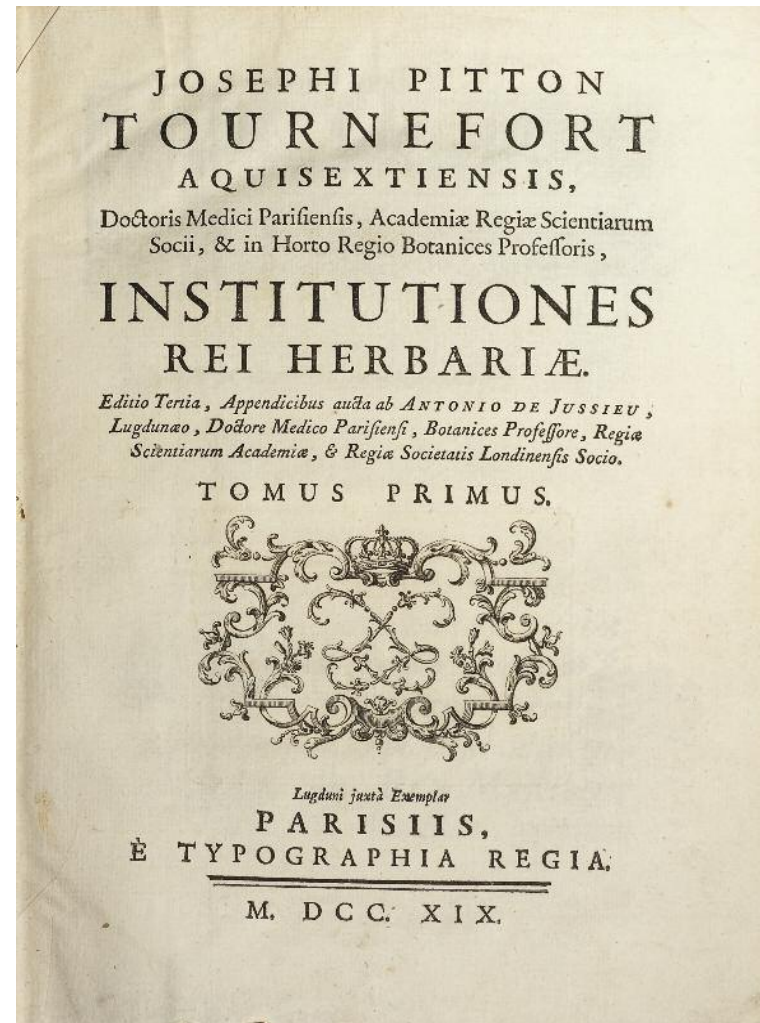 JOSEPHI PITTON
TOURNEFORT
AQUISEXTIENSIS,
Doctoris Medici Pariſienſis, Academiæ Regiæ Scientiarum
Socii, & in Horto Regio Botanices Profeſſoris,
INSTITUTIONES
REI HERBARIÆ.
Editio Tertia, Appendicibus aucta ab ANTONIO DE JUSSIEU,
Lugdunæo, Doctore Medico Pariſienſi, Botanices Profeſſore, Regiæ
Scientiarum Academiæ, & Regiæ Societatis Londinenſis Socio.
TOMUS PRIMUS.
Lugduni juxtà Exemplar
PARISIIS,
È TYPOGRAPHIA REGIA.
M. DCC. XIX.